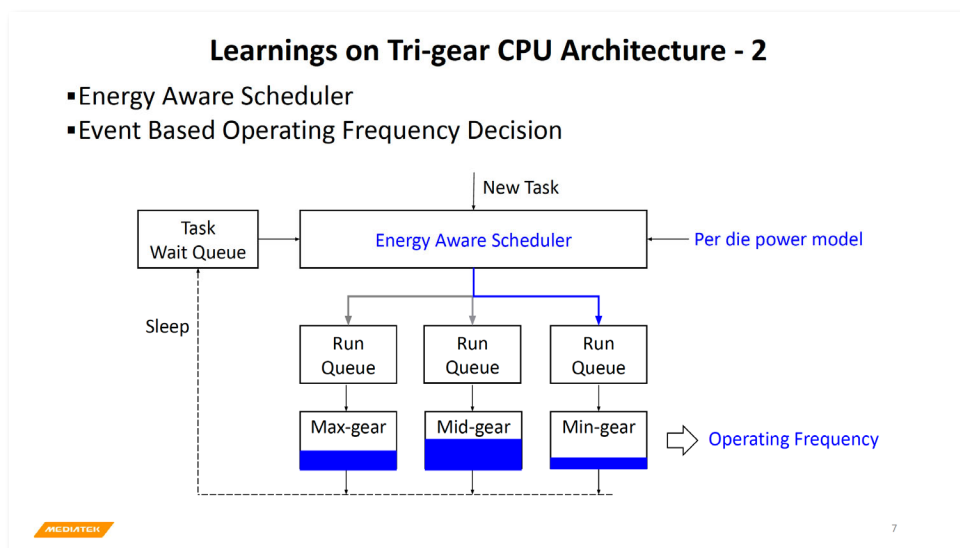 Learnings on Tri-gear CPU Architecture - 2
▪Energy Aware Scheduler
▪Event Based Operating Frequency Decision
New Task
Task
Wait Queue
Energy Aware Scheduler
Per die power model
Sleep
Run
Queue
Run
Queue
Run
Queue
Max-gear
Mid-gear
Min-gear
Operating Frequency
MEDIATEK
7